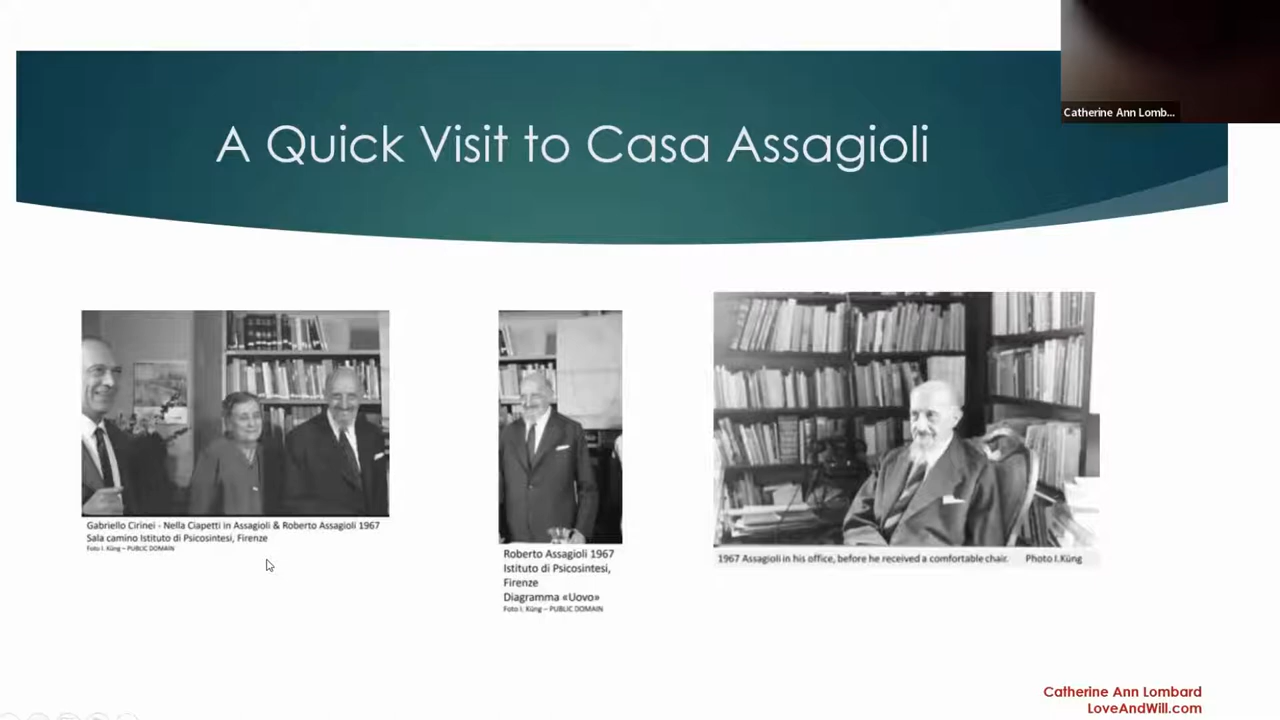 Catherine Ann Lomb...
A Quick Visit to Casa Assagioli
Gabriello Cirinei - Nella Ciapetti in Assagioli & Roberto Assagioli 1967
Sala camino Istituto di Psicosintesi, Firenze
Foto I. Küng – PUBLIC DOMAIN
Roberto Assagioli 1967
Istituto di Psicosintesi,
Firenze
Diagramma «Uovo»
Foto I. Küng – PUBLIC DOMAIN
1967 Assagioli in his office, before he received a comfortable chair. Photo I.Küng
Catherine Ann Lombard
LoveAndWill.com